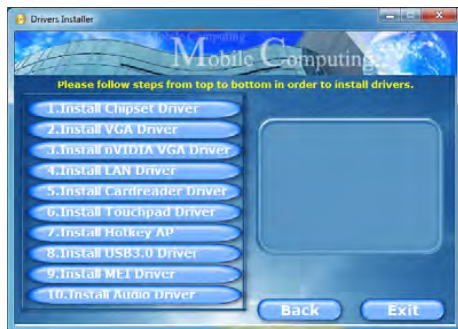 Drivers Installer
Mobile Computing
Mobile Computing
Please follow steps from top to bottom in order to install drivers.
1.Install Chipset Driver
2.Install VGA Driver
3.Install nVIDIA VGA Driver
4.Install LAN Driver
5.Install Cardreader Driver
6.Install Touchpad Driver
7.Install Hotkey AP
8.Install USB3.0 Driver
9.Install MEI Driver
10.Install Audio Driver
Back
Exit